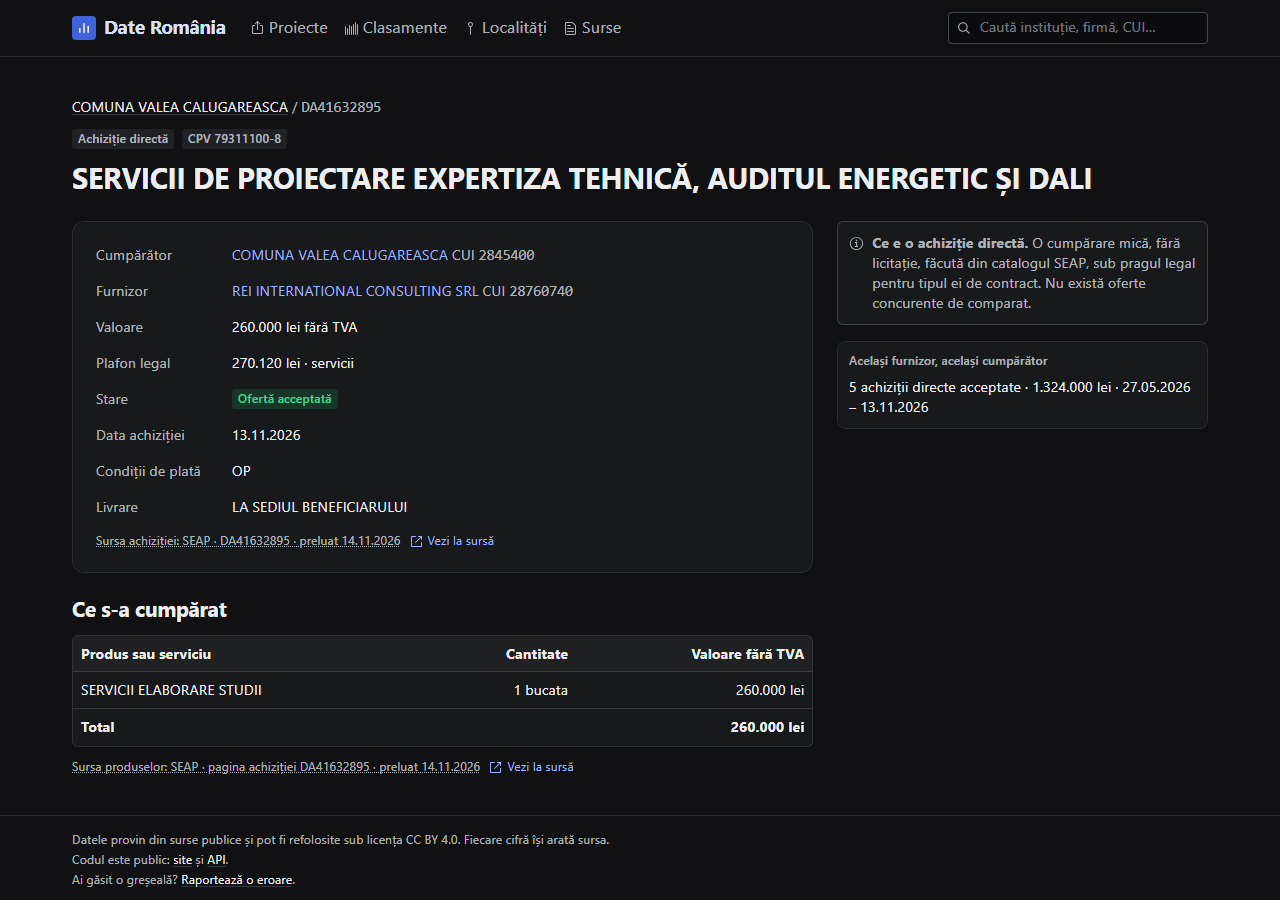 Date România
Proiecte
Clasamente
Localități
Surse
Caută instituție, firmă, CUI...
COMUNA VALEA CALUGAREASCA / DA41632895
Achiziție directă
CPV 79311100-8
SERVICII DE PROIECTARE EXPERTIZA TEHNICĂ, AUDITUL ENERGETIC ȘI DALI
Cumpărător COMUNA VALEA CALUGAREASCA CUI 2845400
Furnizor REI INTERNATIONAL CONSULTING SRL CUI 28760740
Valoare 260.000 lei fără TVA
Plafon legal 270.120 lei · servicii
Stare Ofertă acceptată
Data achiziției 13.11.2026
Condiții de plată OP
Livrare LA SEDIUL BENEFICIARULUI
Sursa achiziției: SEAP · DA41632895 · preluat 14.11.2026 Vezi la sursă
Ce e o achiziție directă. O cumpărare mică, fără
licitație, făcută din catalogul SEAP, sub pragul legal
pentru tipul ei de contract. Nu există oferte
concurente de comparat.
Același furnizor, același cumpărător
5 achiziții directe acceptate · 1.324.000 lei · 27.05.2026
– 13.11.2026
Ce s-a cumpărat
Produs sau serviciu Cantitate Valoare fără TVA
SERVICII ELABORARE STUDII 1 bucata 260.000 lei
Total 260.000 lei
Sursa produselor: SEAP · pagina achiziției DA41632895 · preluat 14.11.2026 Vezi la sursă
Datele provin din surse publice și pot fi refolosite sub licența CC BY 4.0. Fiecare cifră își arată sursa.
Codul este public: site și API.
Ai găsit o greșeală? Raportează o eroare.